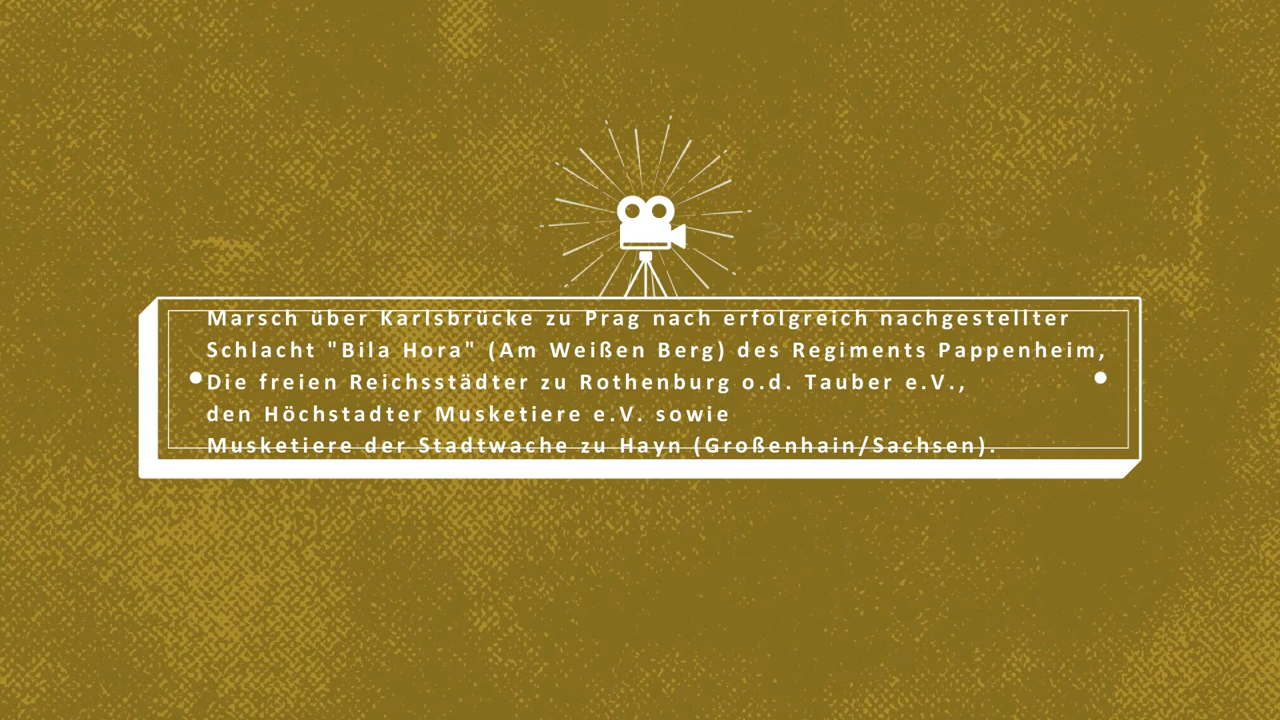 Marsch über Karlsbrücke zu Prag nach erfolgreich nachgestellter
Schlacht "Bila Hora" (Am Weißen Berg) des Regiments Pappenheim,
Die freien Reichsstädter zu Rothenburg o.d. Tauber e.V.,
den Höchstadter Musketiere e.V. sowie
Musketiere der Stadtwache zu Hayn (Großenhain/Sachsen).